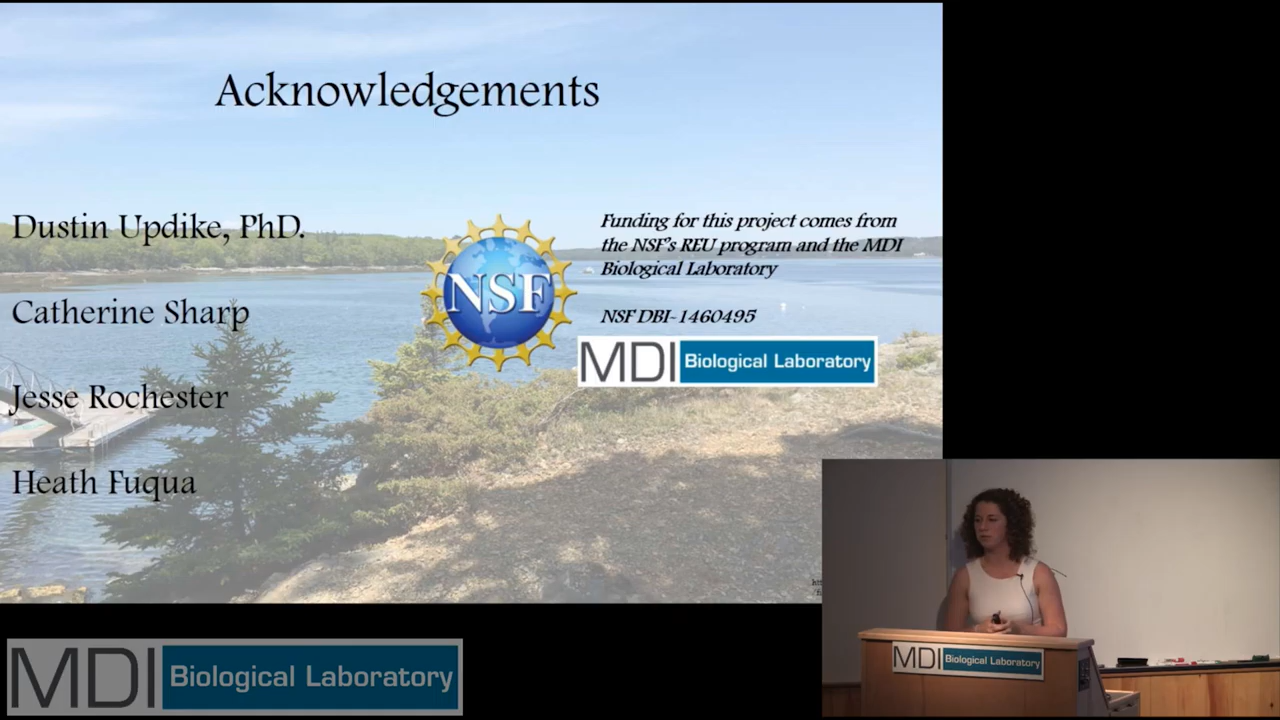 Acknowledgements
Dustin Updike, PhD.
Catherine Sharp
Jesse Rochester
Heath Fuqua
NSF
Funding for this project comes from
the NSF's REU program and the MDI
Biological Laboratory
NSF DBI-1460495
MDI Biological Laboratory
MDI Biological Laboratory
MDI Biological Laboratory